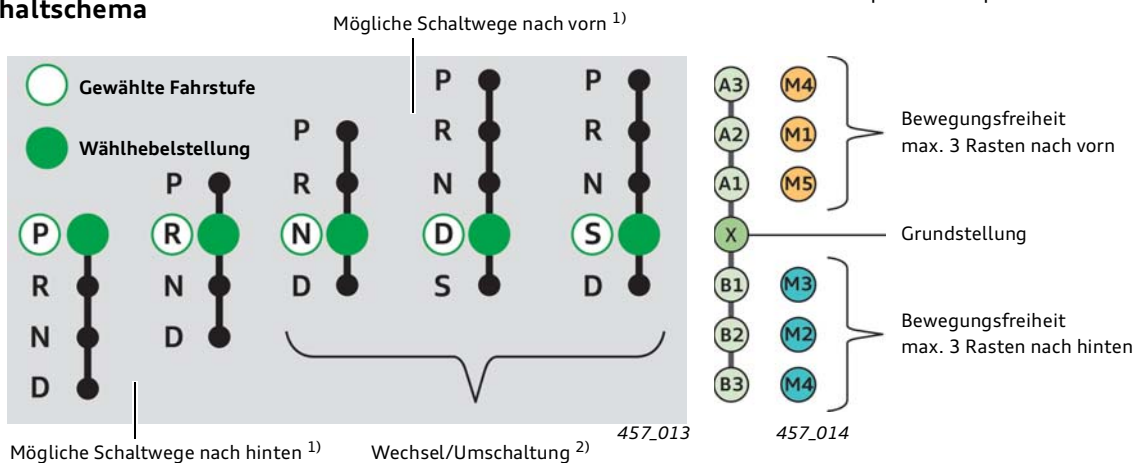 haltschema
Mögliche Schaltwege nach vorn 1)
Gewählte Fahrstufe
Wählhebelstellung
P
R
N
D
P
R
N
D
P
R
N
D
P
R
N
D
S
P
R
N
S
D
A3 M4
A2 M1
A1 M5
X
B1 M3
B2 M2
B3 M4
Bewegungsfreiheit
max. 3 Rasten nach vorn
Grundstellung
Bewegungsfreiheit
max. 3 Rasten nach hinten
457_013
457_014
Mögliche Schaltwege nach hinten 1)
Wechsel/Umschaltung 2)